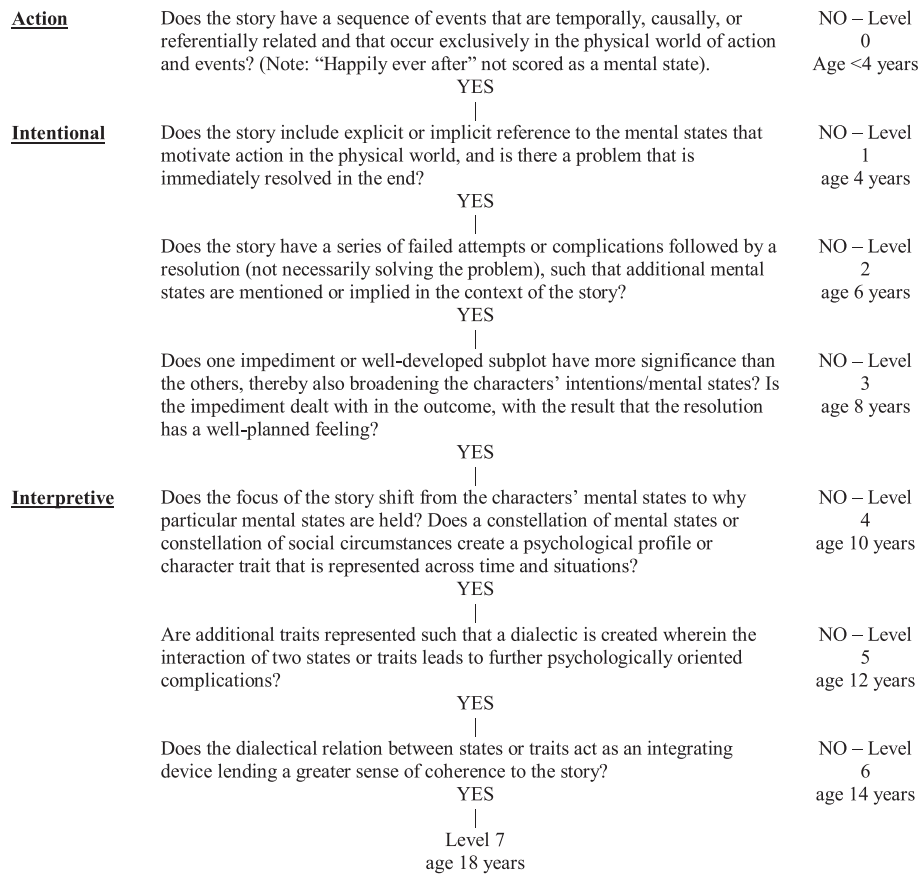 Action
Does the story have a sequence of events that are temporally, causally, or
referentially related and that occur exclusively in the physical world of action
and events? (Note: “Happily ever after” not scored as a mental state).
YES
NO – Level
0
Age <4 years
Intentional
Does the story include explicit or implicit reference to the mental states that
motivate action in the physical world, and is there a problem that is
immediately resolved in the end?
YES
NO – Level
1
age 4 years
Does the story have a series of failed attempts or complications followed by a
resolution (not necessarily solving the problem), such that additional mental
states are mentioned or implied in the context of the story?
YES
NO – Level
2
age 6 years
Does one impediment or well-developed subplot have more significance than
the others, thereby also broadening the characters’ intentions/mental states? Is
the impediment dealt with in the outcome, with the result that the resolution
has a well-planned feeling?
YES
NO – Level
3
age 8 years
Interpretive
Does the focus of the story shift from the characters’ mental states to why
particular mental states are held? Does a constellation of mental states or
constellation of social circumstances create a psychological profile or
character trait that is represented across time and situations?
YES
NO – Level
4
age 10 years
Are additional traits represented such that a dialectic is created wherein the
interaction of two states or traits leads to further psychologically oriented
complications?
YES
NO – Level
5
age 12 years
Does the dialectical relation between states or traits act as an integrating
device lending a greater sense of coherence to the story?
YES
NO – Level
6
age 14 years
Level 7
age 18 years